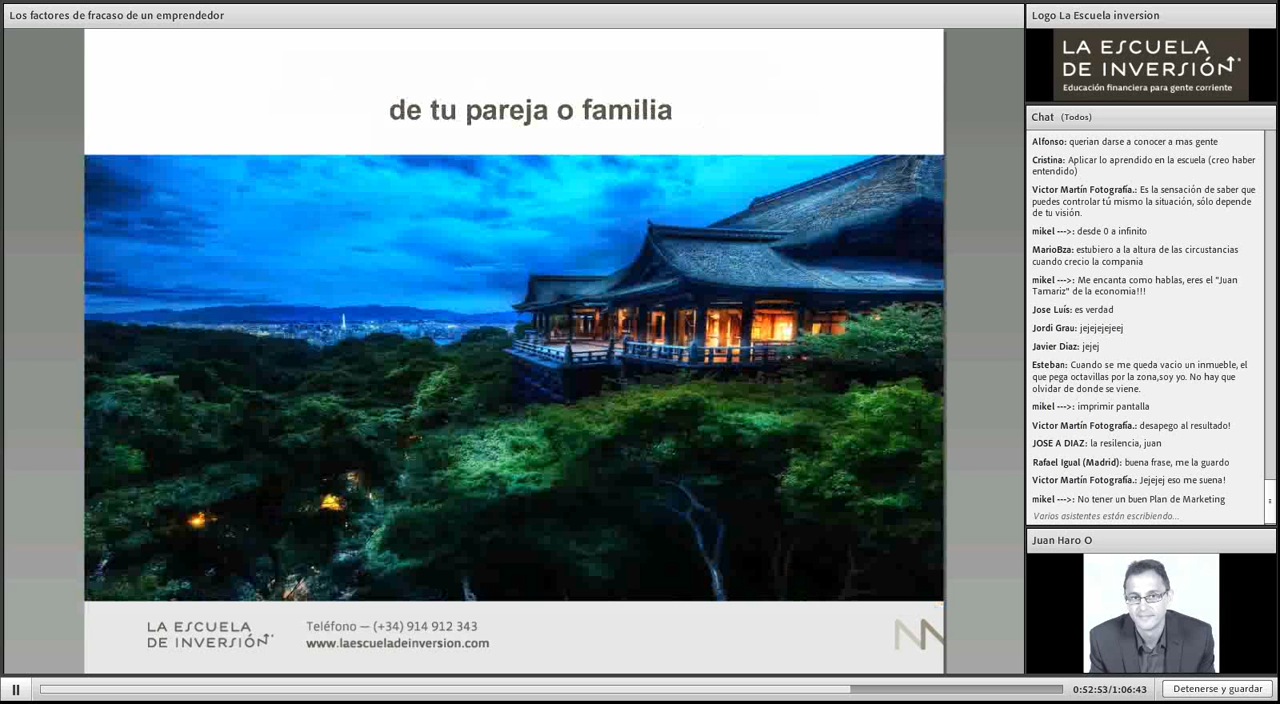 Los factores de fracaso de un emprendedor
de tu pareja o familia
LA ESCUELA
DE INVERSIÓN
Teléfono — (+34) 914 912 343
www.laescueladeinversion.com
Logo La Escuela inversion
LA ESCUELA
DE INVERSIÓN
Educación financiera para gente corriente
Chat (Todos)
Alfonso: querian darse a conocer a mas gente
Cristina: Aplicar lo aprendido en la escuela (creo haber
entendido)
Victor Martín Fotografía.: Es la sensación de saber que
puedes controlar tú mismo la situación, sólo depende
de tu visión.
mikel --->: desde 0 a infinito
MarioBza: estubiero a la altura de las circustancias
cuando crecio la compania
mikel --->: Me encanta como hablas, eres el "Juan
Tamariz" de la economia!!!
Jose Luís: es verdad
Jordi Grau: jejejejejeej
Javier Diaz: jejej
Esteban: Cuando se me queda vacio un inmueble, el
que pega octavillas por la zona,soy yo. No hay que
olvidar de donde se viene.
mikel --->: imprimir pantalla
Victor Martín Fotografía.: desapego al resultado!
JOSE A DIAZ: la resilencia, juan
Rafael Igual (Madrid): buena frase, me la guardo
Victor Martín Fotografía.: Jejejej eso me suena!
mikel --->: No tener un buen Plan de Marketing
Varios asistentes están escribiendo...
Juan Haro O
0:52:53/1:06:43
Detenerse y guardar